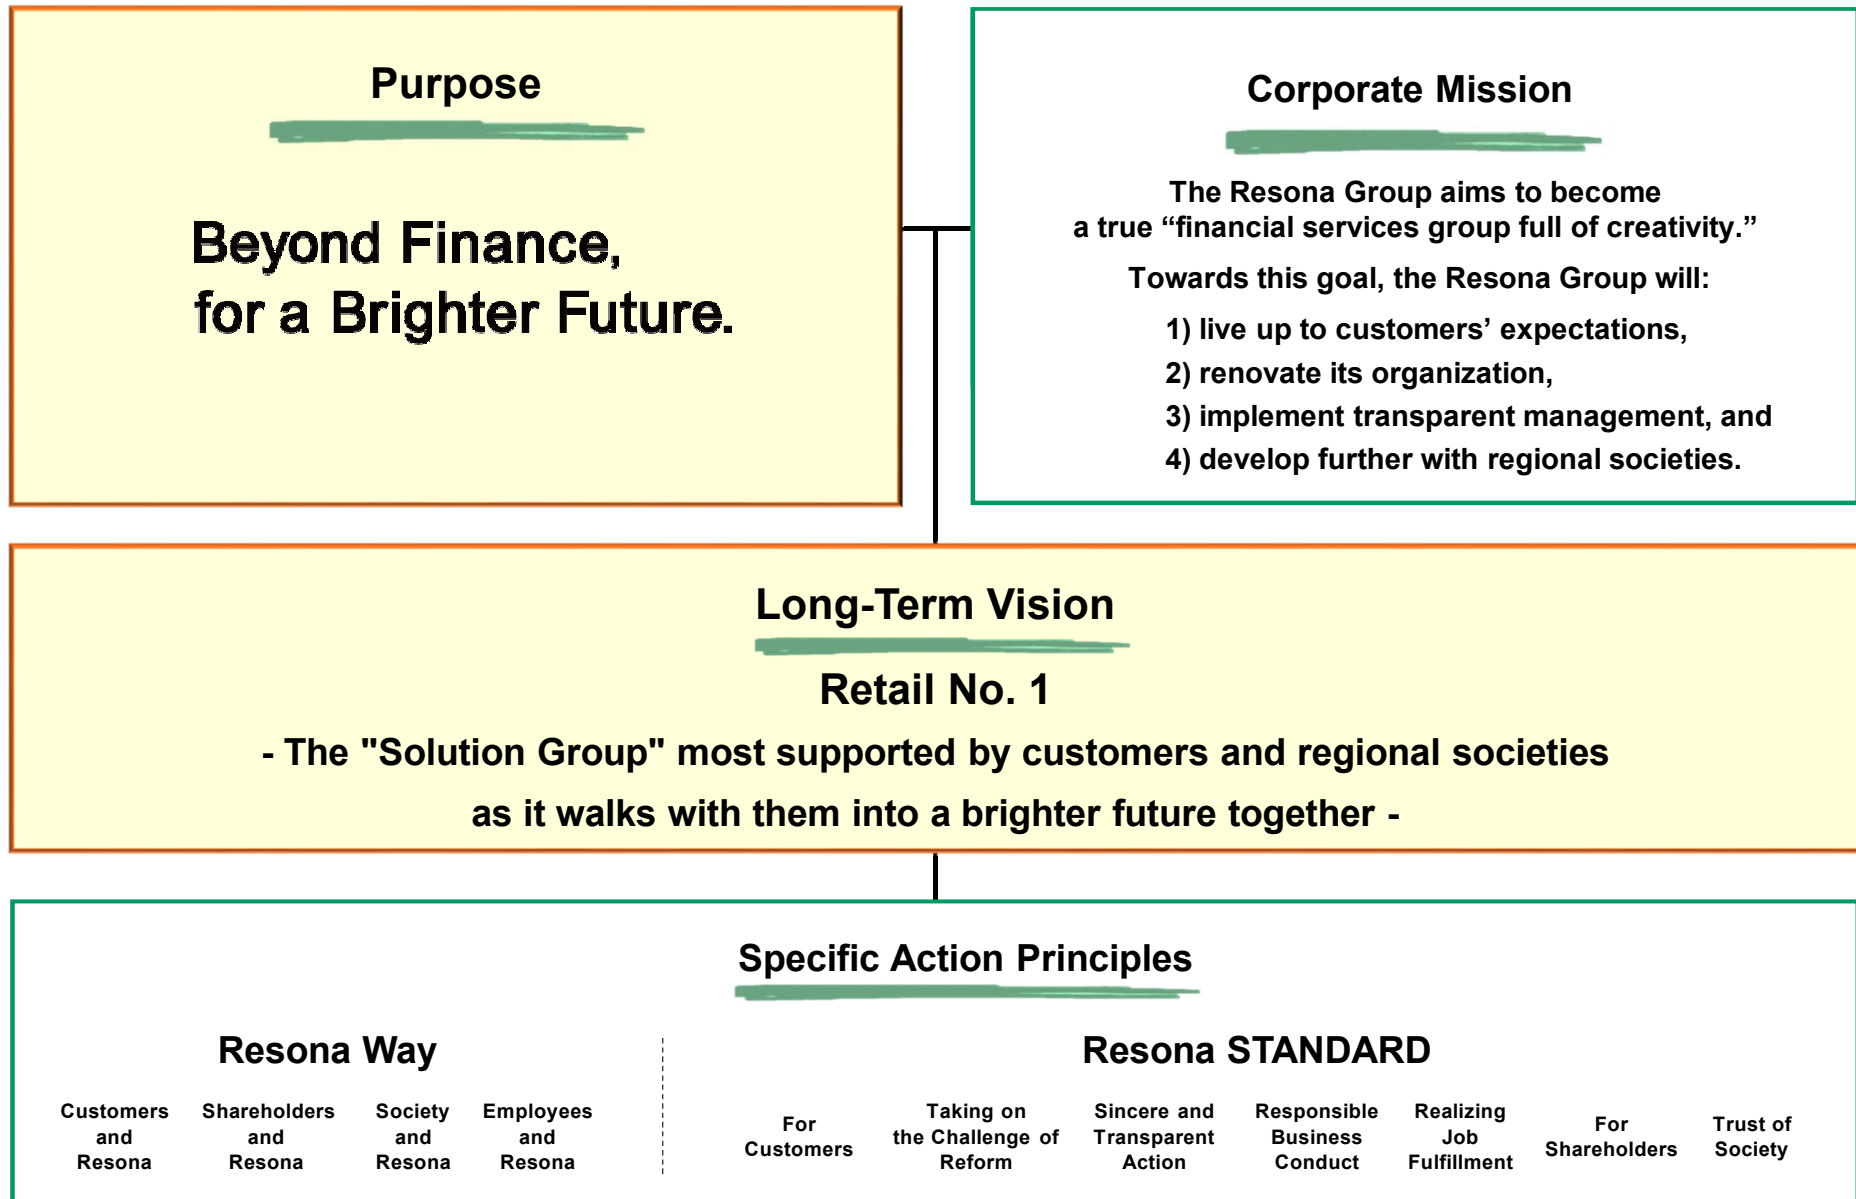 Purpose
Beyond Finance,
for a Brighter Future.
Corporate Mission
The Resona Group aims to become
a true “financial services group full of creativity.”
Towards this goal, the Resona Group will:
1) live up to customers’ expectations,
2) renovate its organization,
3) implement transparent management, and
4) develop further with regional societies.
Long-Term Vision
Retail No. 1
- The "Solution Group" most supported by customers and regional societies
as it walks with them into a brighter future together -
Specific Action Principles
Resona Way
Customers
and
Resona
Shareholders
and
Resona
Society
and
Resona
Employees
and
Resona
Resona STANDARD
For
Customers
Taking on
the Challenge of
Reform
Sincere and
Transparent
Action
Responsible
Business
Conduct
Realizing
Job
Fulfillment
For
Shareholders
Trust of
Society